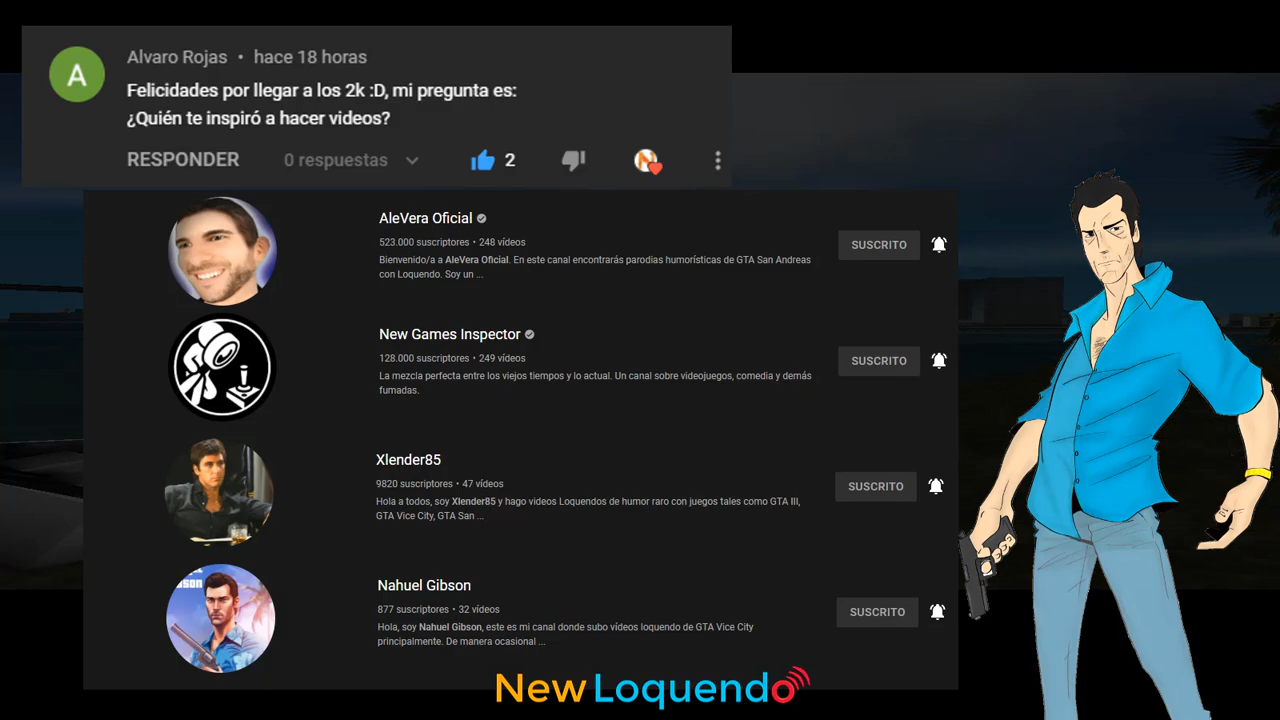 A
Alvaro Rojas • hace 18 horas
Felicidades por llegar a los 2k :D, mi pregunta es:
¿Quién te inspiró a hacer videos?
RESPONDER 0 respuestas 2
AleVera Oficial
523.000 suscriptores • 248 vídeos
Bienvenido/a a AleVera Oficial. En este canal encontrarás parodias humorísticas de GTA San Andreas
con Loquendo. Soy un ...
SUSCRITO
New Games Inspector
128.000 suscriptores • 249 vídeos
La mezcla perfecta entre los viejos tiempos y lo actual. Un canal sobre videojuegos, comedia y demás
fumadas.
SUSCRITO
Xlender85
9820 suscriptores • 47 vídeos
Hola a todos, soy Xlender85 y hago videos Loquendos de humor raro con juegos tales como GTA III,
GTA Vice City, GTA San ...
SUSCRITO
Nahuel Gibson
877 suscriptores • 32 vídeos
Hola, soy Nahuel Gibson, este es mi canal donde subo vídeos loquendo de GTA Vice City
principalmente. De manera ocasional ...
SUSCRITO
New Loquendo